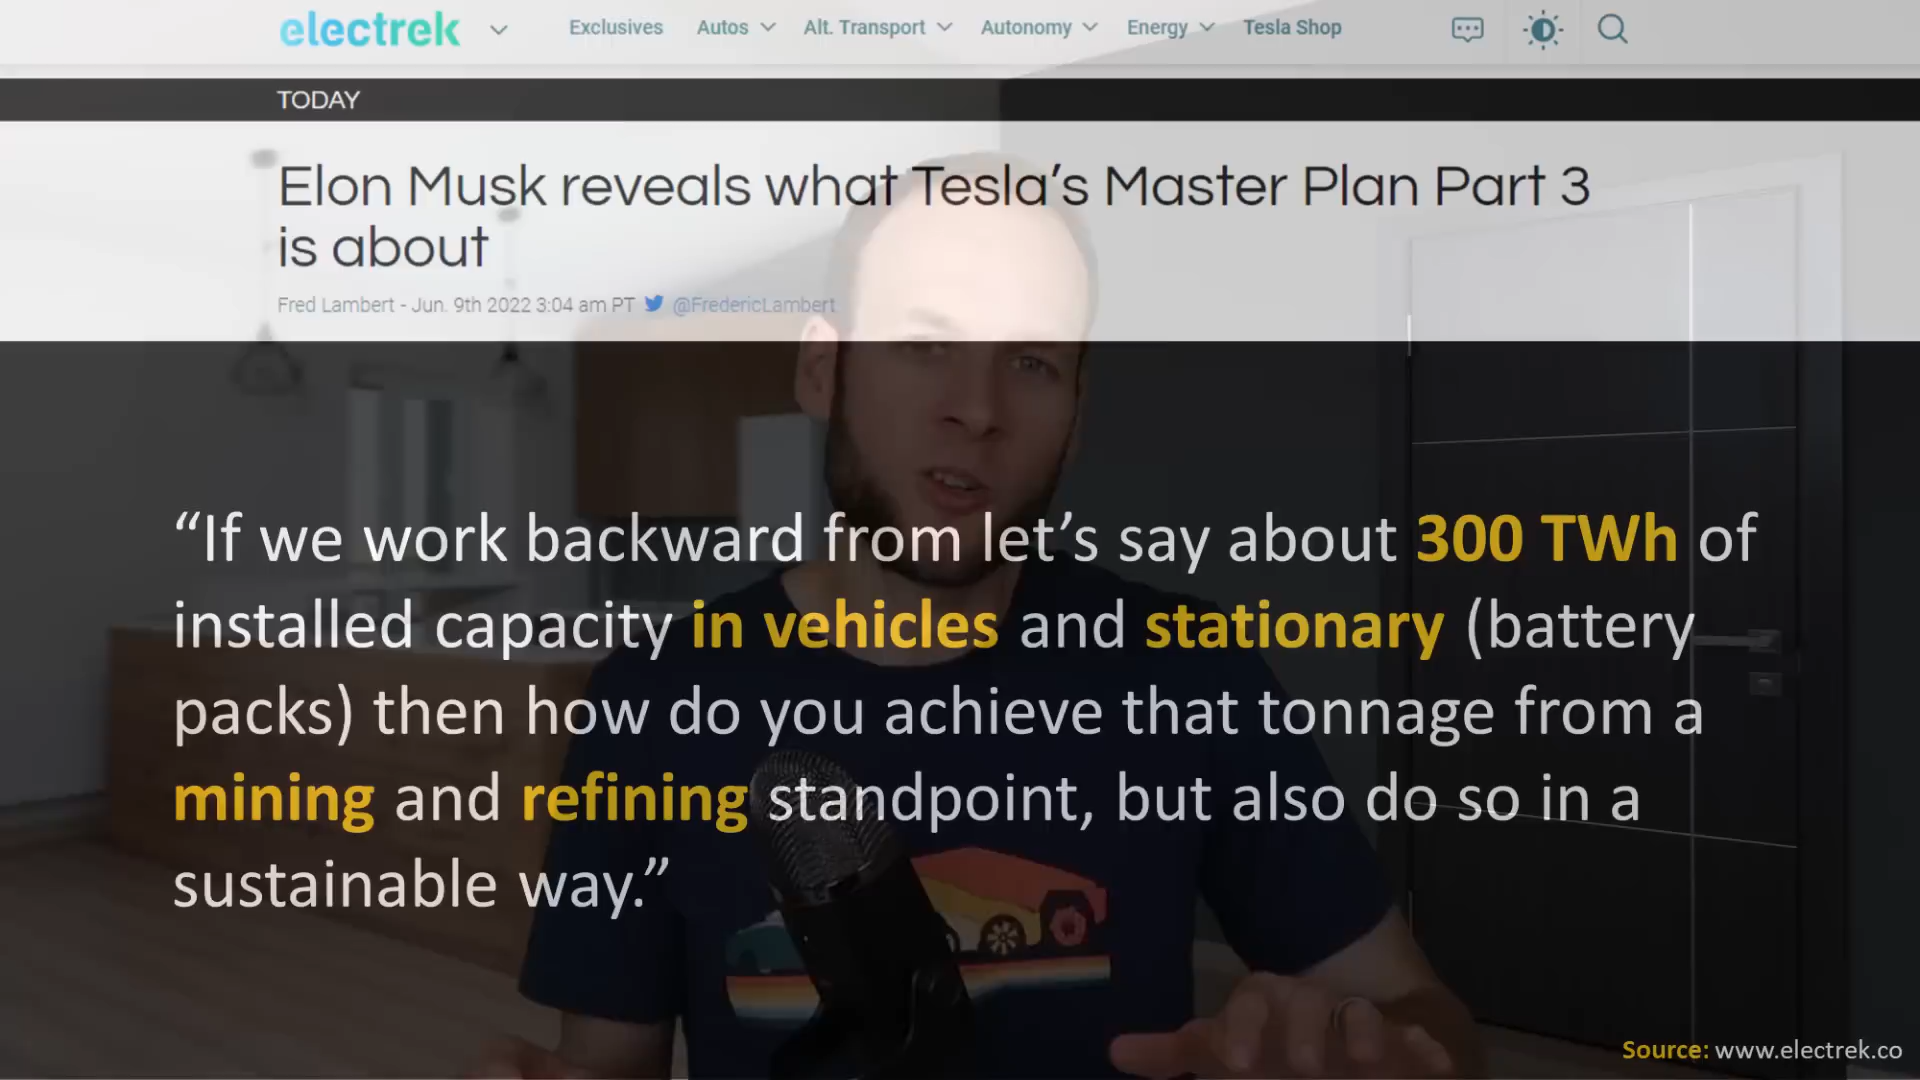 electrek Exclusives Autos Alt. Transport Autonomy Energy Tesla Shop
TODAY
Elon Musk reveals what Tesla’s Master Plan Part 3
is about
Fred Lambert - Jun. 9th 2022 3:04 am PT @FredericLambert
“If we work backward from let’s say about 300 TWh of
installed capacity in vehicles and stationary (battery
packs) then how do you achieve that tonnage from a
mining and refining standpoint, but also do so in a
sustainable way.”
Source: www.electrek.co